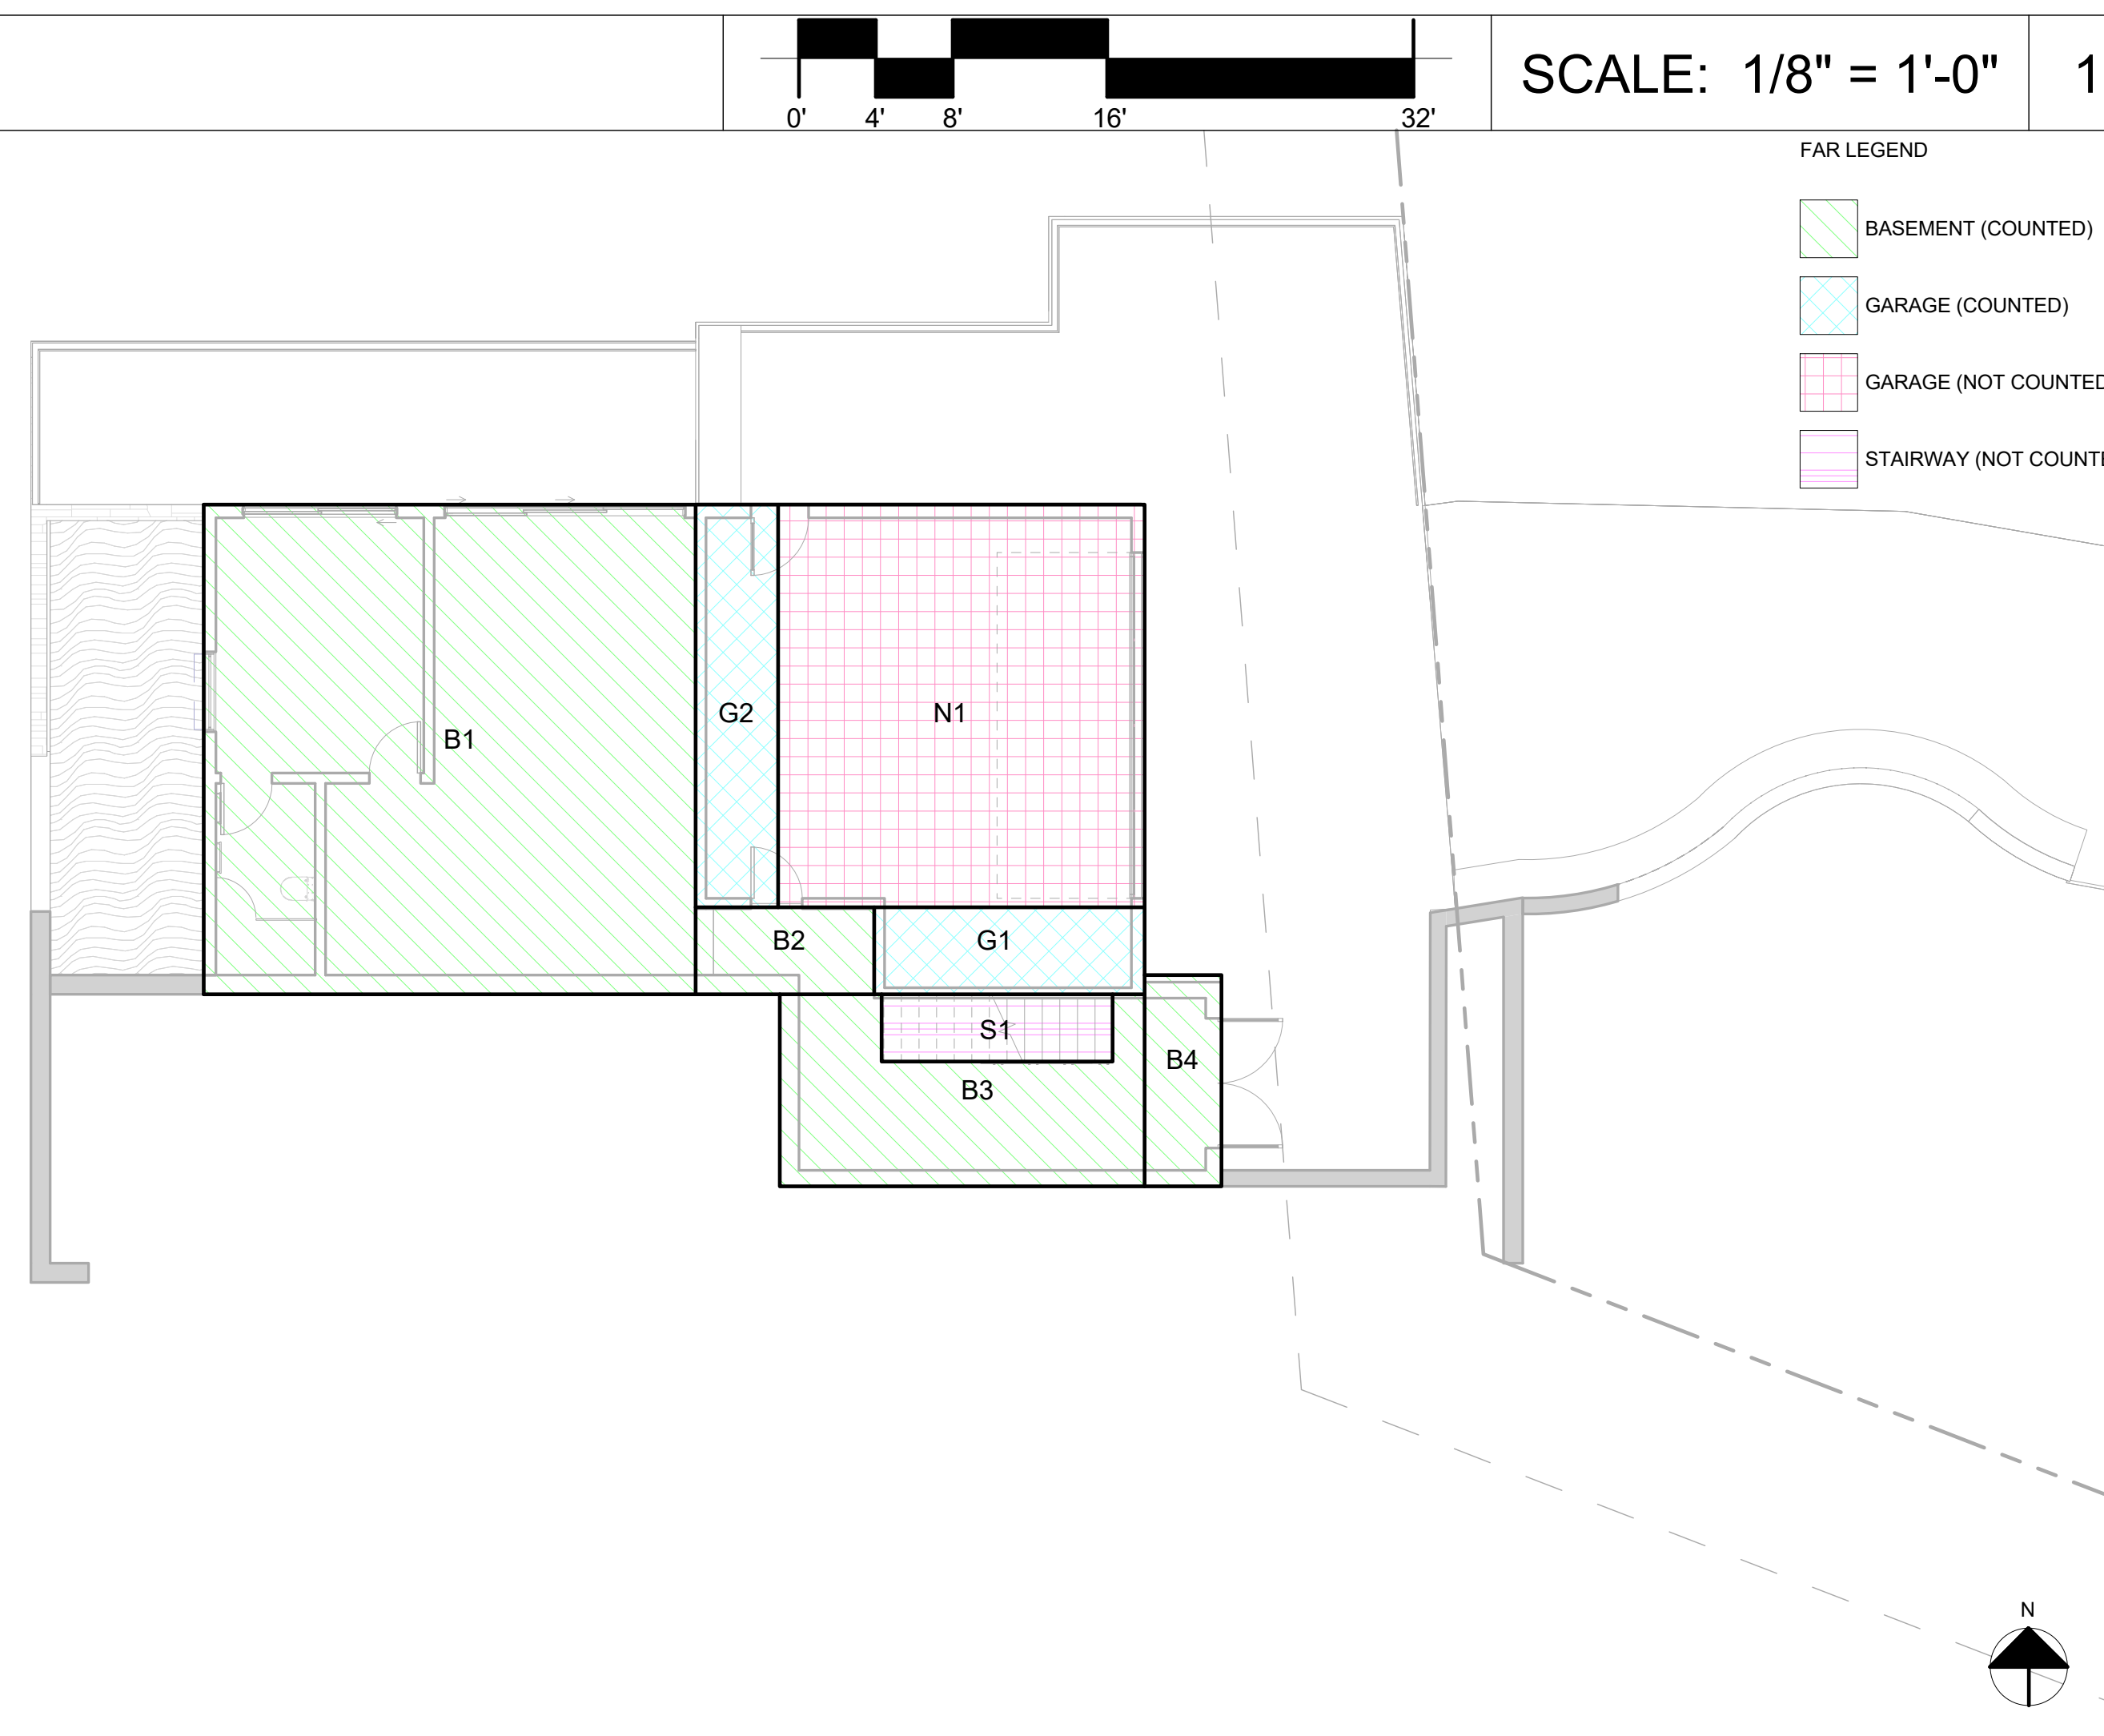 0' 4' 8' 16' 32'
SCALE: 1/8" = 1'-0"
1
FAR LEGEND
BASEMENT (COUNTED)
GARAGE (COUNTED)
GARAGE (NOT COUNTED
STAIRWAY (NOT COUNTE
G2
N1
B1
B2
G1
S1
B4
B3
N